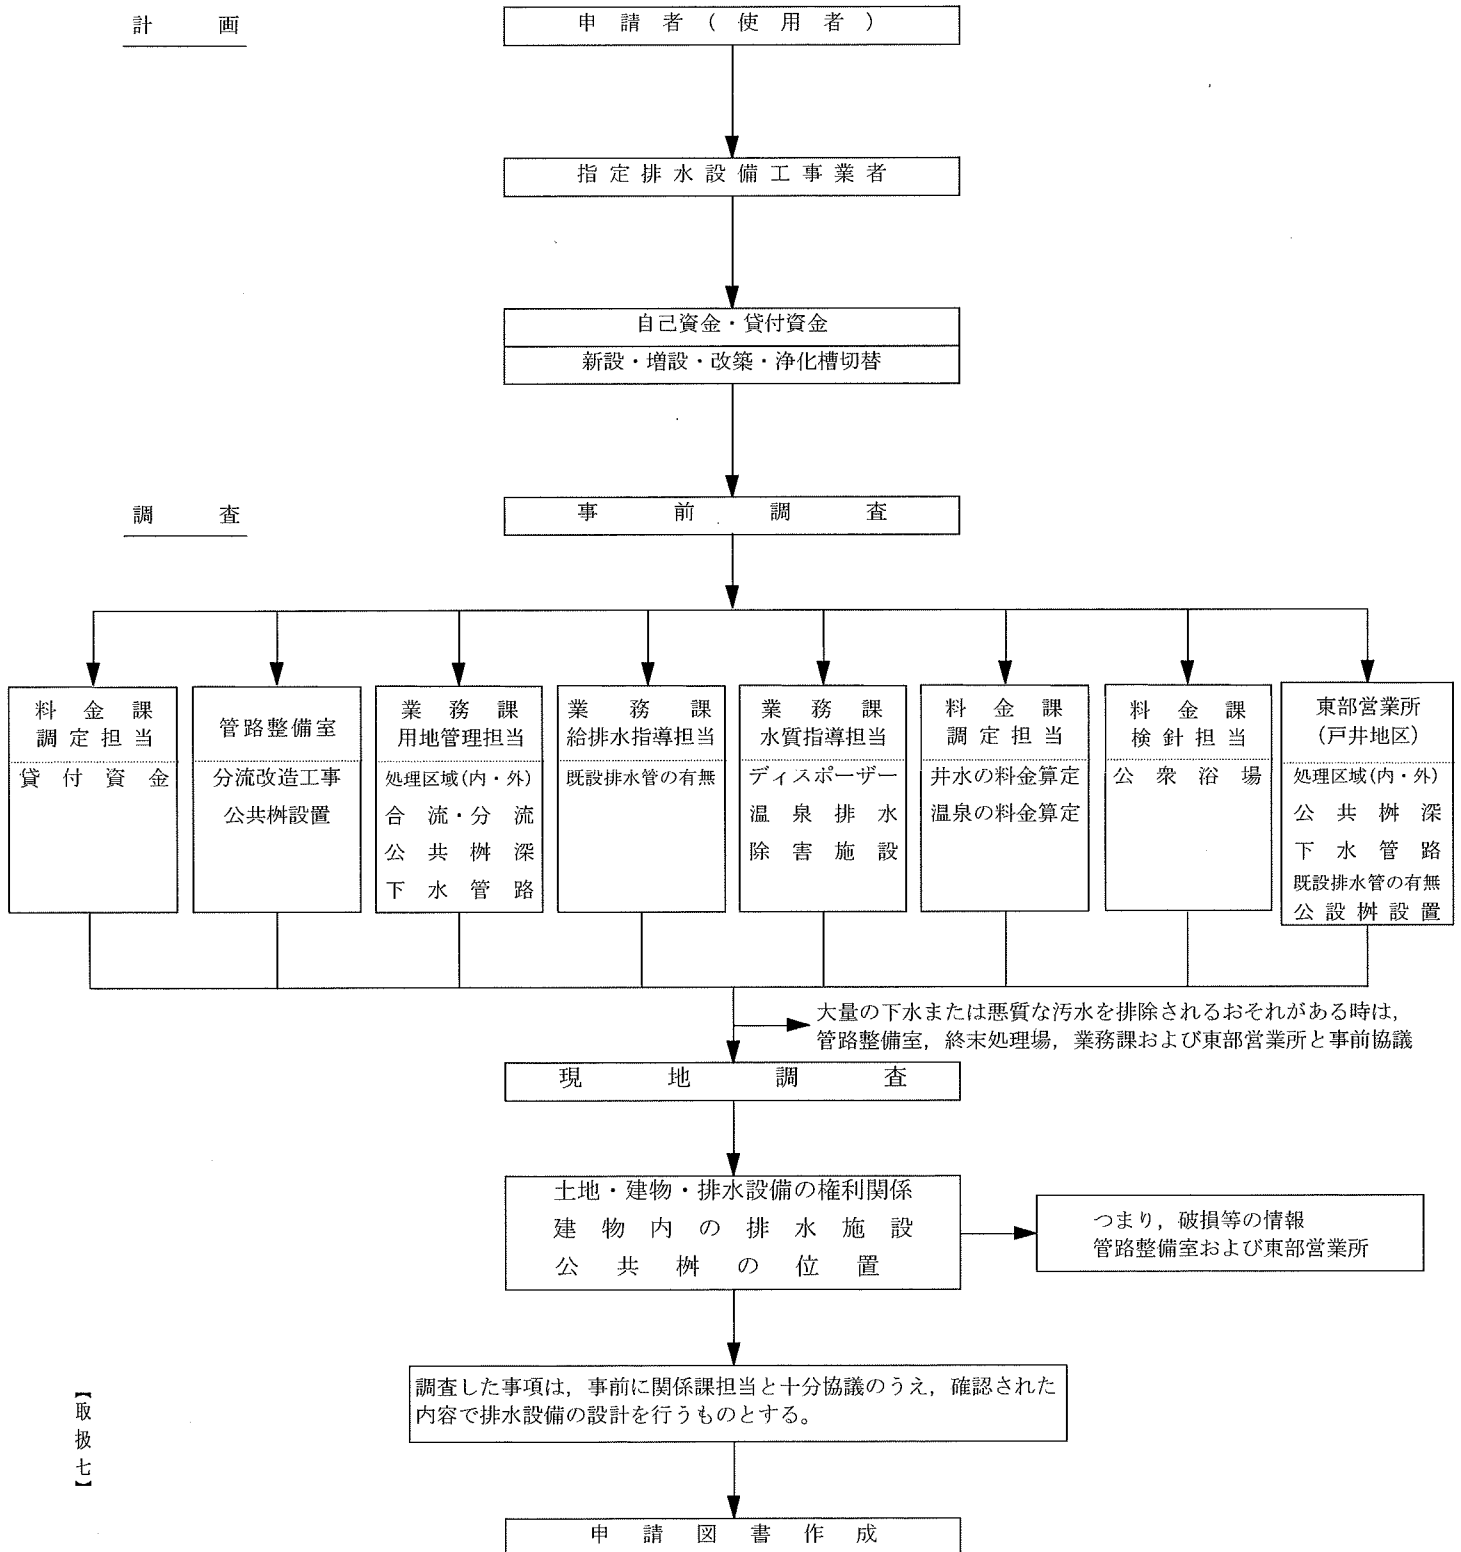 計画
申請者(使用者)
指定排水設備工事業者
自己資金・貸付資金
新設・増設・改築・浄化槽切替
調査
事前調査
料金課
調定担当
貸付資金
管路整備室
分流改造工事
公共桝設置
業務課
用地管理担当
処理区域(内・外)
合流・分流
公共桝深
下水管路
業務課
給排水指導担当
既設排水管の有無
業務課
水質指導担当
ディスポーザー
温泉排水
除害施設
料金課
調定担当
井水の料金算定
温泉の料金算定
料金課
検針担当
公衆浴場
東部営業所
(戸井地区)
処理区域(内・外)
公共桝深
下水管路
既設排水管の有無
公設桝設置
大量の下水または悪質な汚水を排除されるおそれがある時は,
管路整備室,終末処理場,業務課および東部営業所と事前協議
現地調査
土地・建物・排水設備の権利関係
建物内の排水施設
公共桝の位置
つまり,破損等の情報
管路整備室および東部営業所
調査した事項は,事前に関係課担当と十分協議のうえ,確認された
内容で排水設備の設計を行うものとする。
【取扱七】
申請図書作成